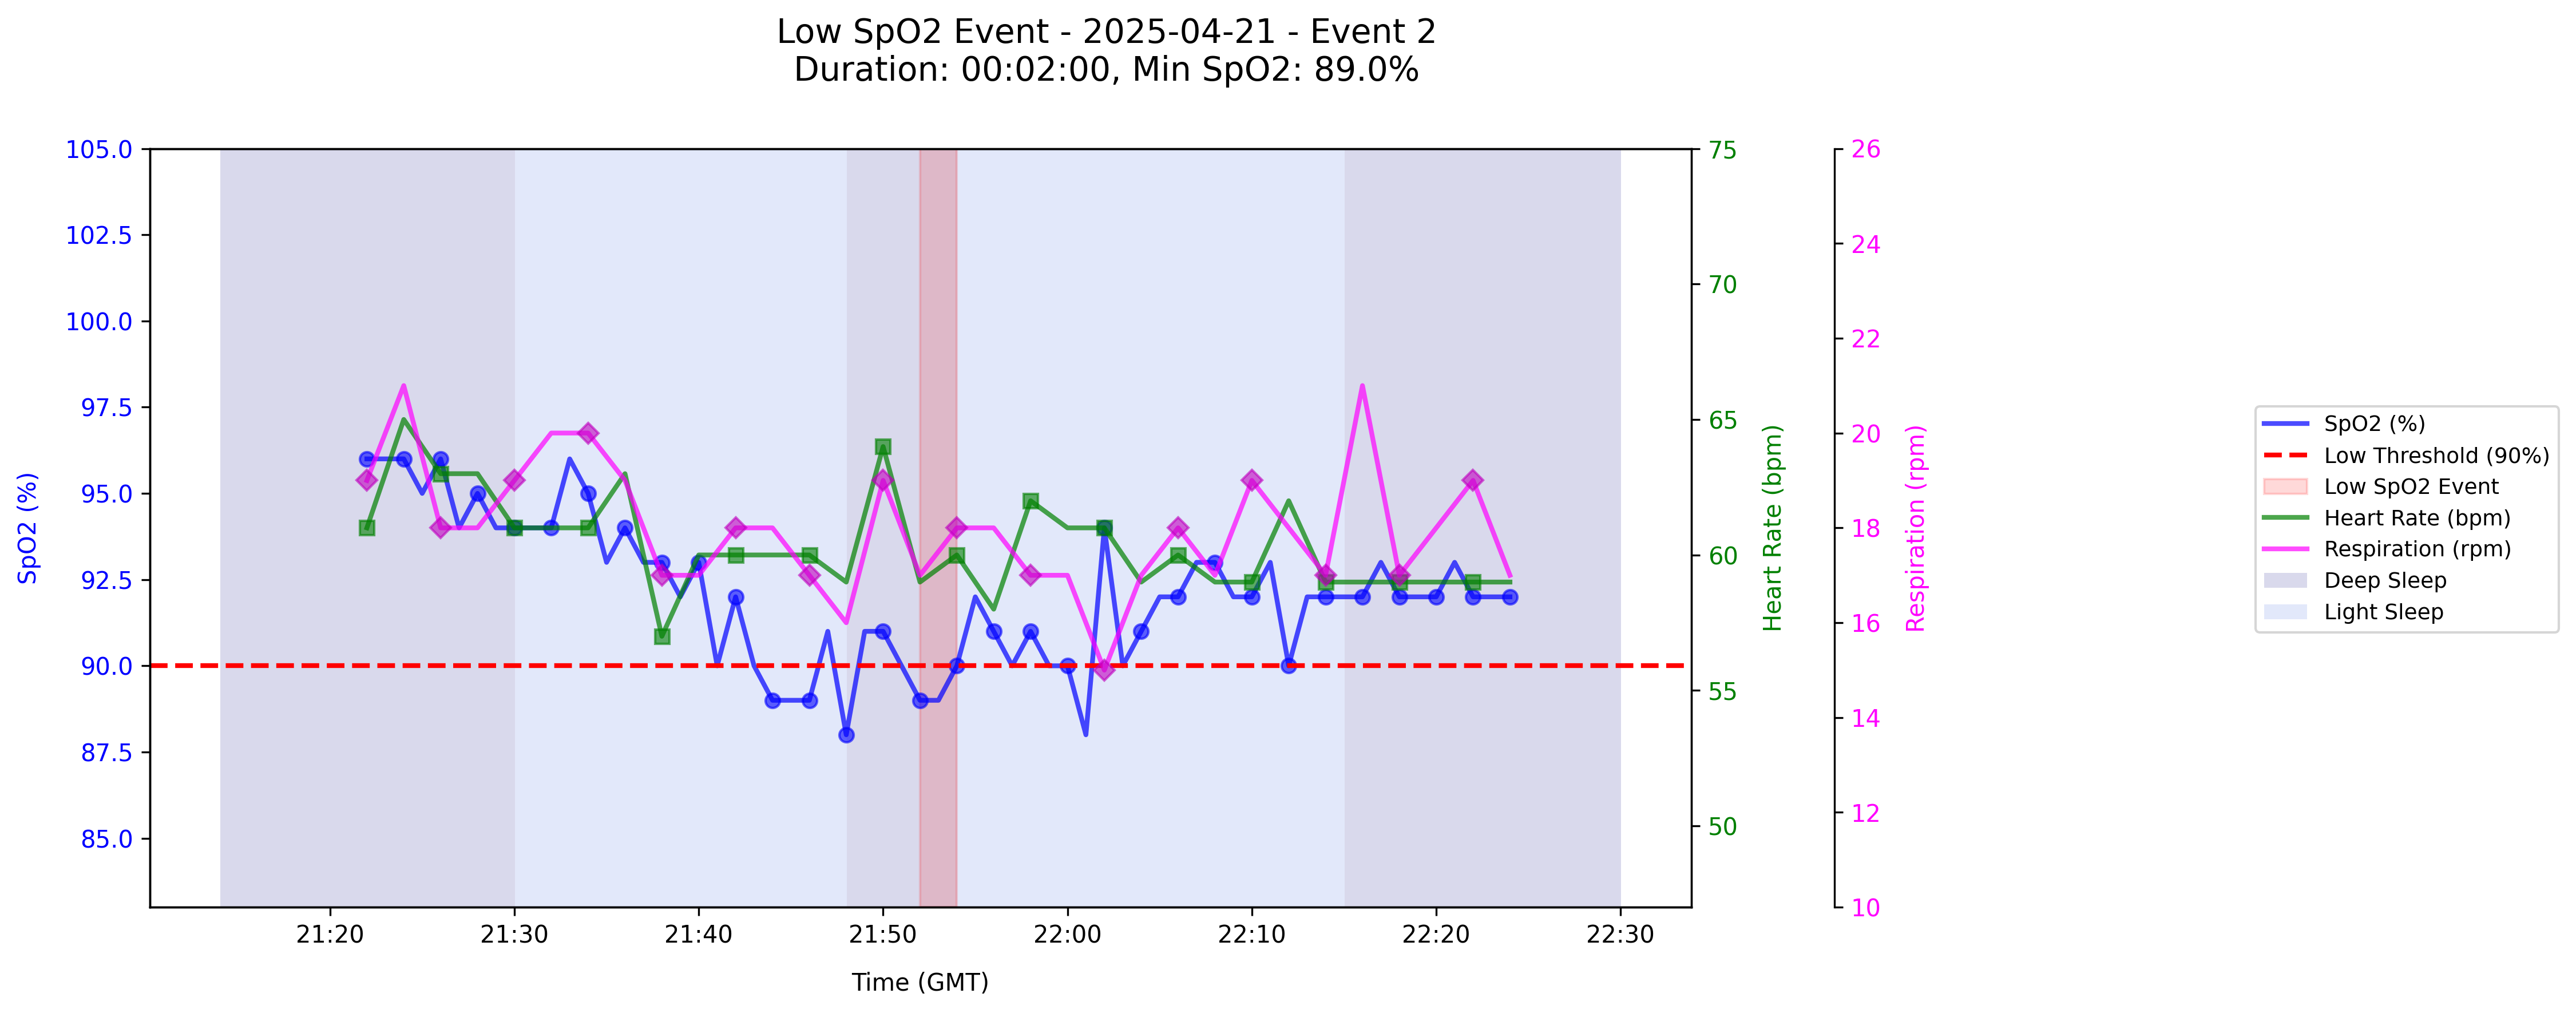 Low SpO2 Event - 2025-04-21 - Event 2
Duration: 00:02:00, Min SpO2: 89.0%
105.0
102.5
100.0
97.5
95.0
92.5
90.0
87.5
85.0
SpO2 (%)
75
70
65
60
55
50
Heart Rate (bpm)
26
24
22
20
18
16
14
12
10
Respiration (rpm)
SpO2 (%)
Low Threshold (90%)
Low SpO2 Event
Heart Rate (bpm)
Respiration (rpm)
Deep Sleep
Light Sleep
21:20 21:30 21:40 21:50 22:00 22:10 22:20 22:30
Time (GMT)